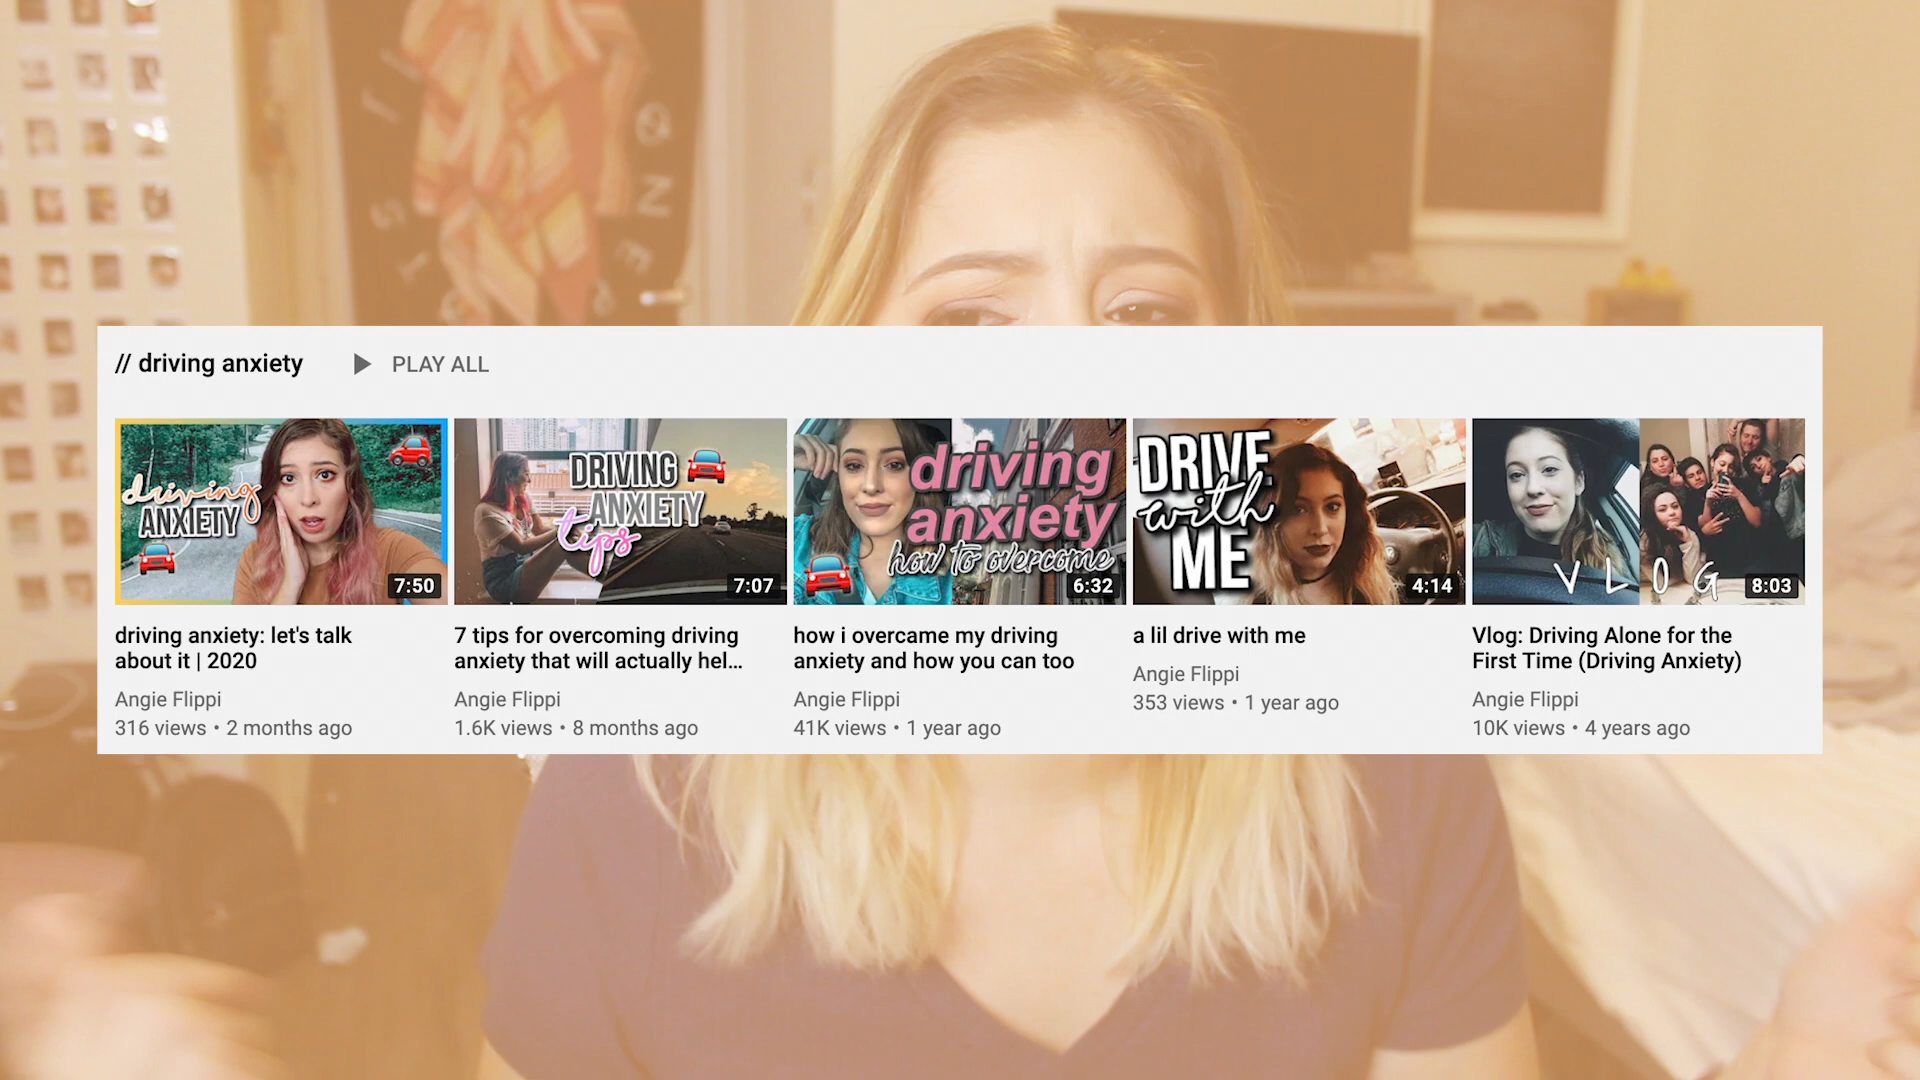 // driving anxiety
PLAY ALL
driving
ANXIETY
7:50
DRIVING
ANXIETY
tips
7:07
driving
anxiety
how to overcome
6:32
DRIVE
with
ME
4:14
VLOG
8:03
driving anxiety: let's talk
about it | 2020
Angie Flippi
316 views • 2 months ago
7 tips for overcoming driving
anxiety that will actually hel...
Angie Flippi
1.6K views • 8 months ago
how i overcame my driving
anxiety and how you can too
Angie Flippi
41K views • 1 year ago
a lil drive with me
Angie Flippi
353 views • 1 year ago
Vlog: Driving Alone for the
First Time (Driving Anxiety)
Angie Flippi
10K views • 4 years ago